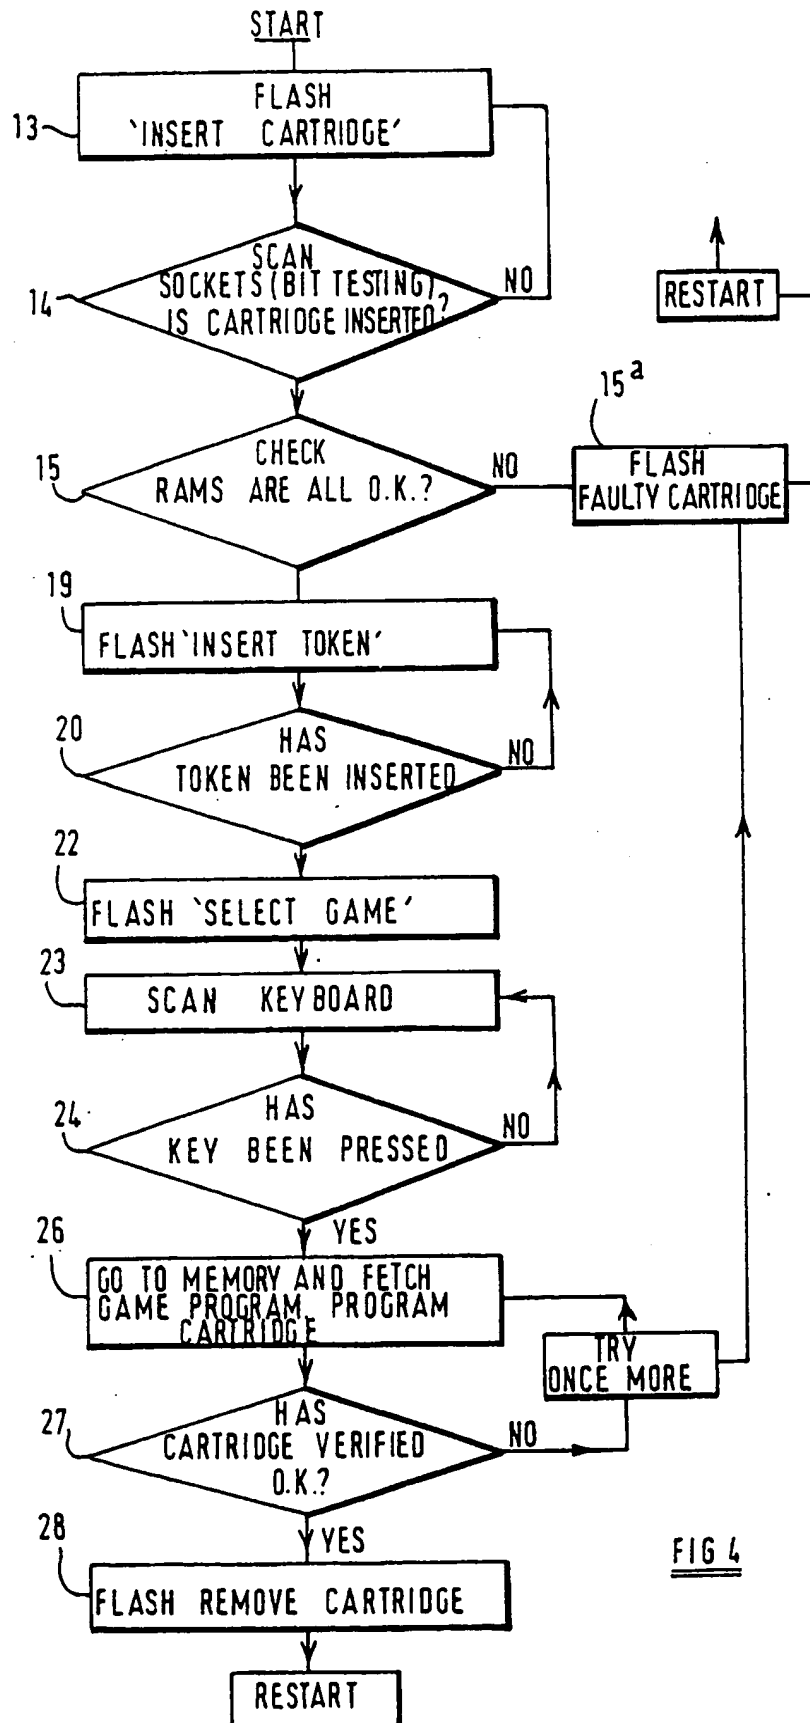 START
FLASH
'INSERT CARTRIDGE'
13
SCAN
SOCKETS (BIT TESTING)
IS CARTRIDGE INSERTED?
14
NO
RESTART
15a
CHECK
RAMS ARE ALL O.K.?
15
NO
FLASH
FAULTY CARTRIDGE
19
FLASH 'INSERT TOKEN'
20
HAS
TOKEN BEEN INSERTED
NO
22
FLASH 'SELECT GAME'
23
SCAN KEYBOARD
24
HAS
KEY BEEN PRESSED
NO
YES
26
GO TO MEMORY AND FETCH
GAME PROGRAM. PROGRAM
CARTRIDGE
TRY
ONCE MORE
27
HAS
CARTRIDGE VERIFIED
O.K.?
NO
YES
28
FLASH REMOVE CARTRIDGE
RESTART
FIG 4